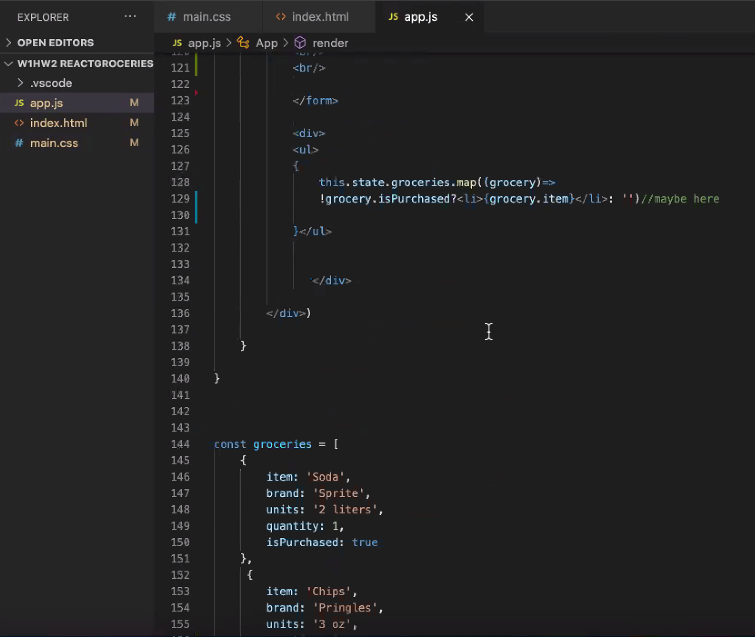 EXPLORER ···
# main.css <> index.html JS app.js ×
OPEN EDITORS
JS app.js > App > render
W1HW2 REACTGROCERIES
> .vscode
JS app.js M
<> index.html M
# main.css M
121 <br/>
122
123 </form>
124
125 <div>
126 <ul>
127 {
128 this.state.groceries.map((grocery)=>
129 !grocery.isPurchased?<li>{grocery.item}</li>: '')//maybe here
130
131 }</ul>
132
133
134 </div>
135
136 </div>)
137
138 }
139
140 }
141
142
143
144 const groceries = [
145 {
146 item: 'Soda',
147 brand: 'Sprite',
148 units: '2 liters',
149 quantity: 1,
150 isPurchased: true
151 },
152 {
153 item: 'Chips',
154 brand: 'Pringles',
155 units: '3 oz',